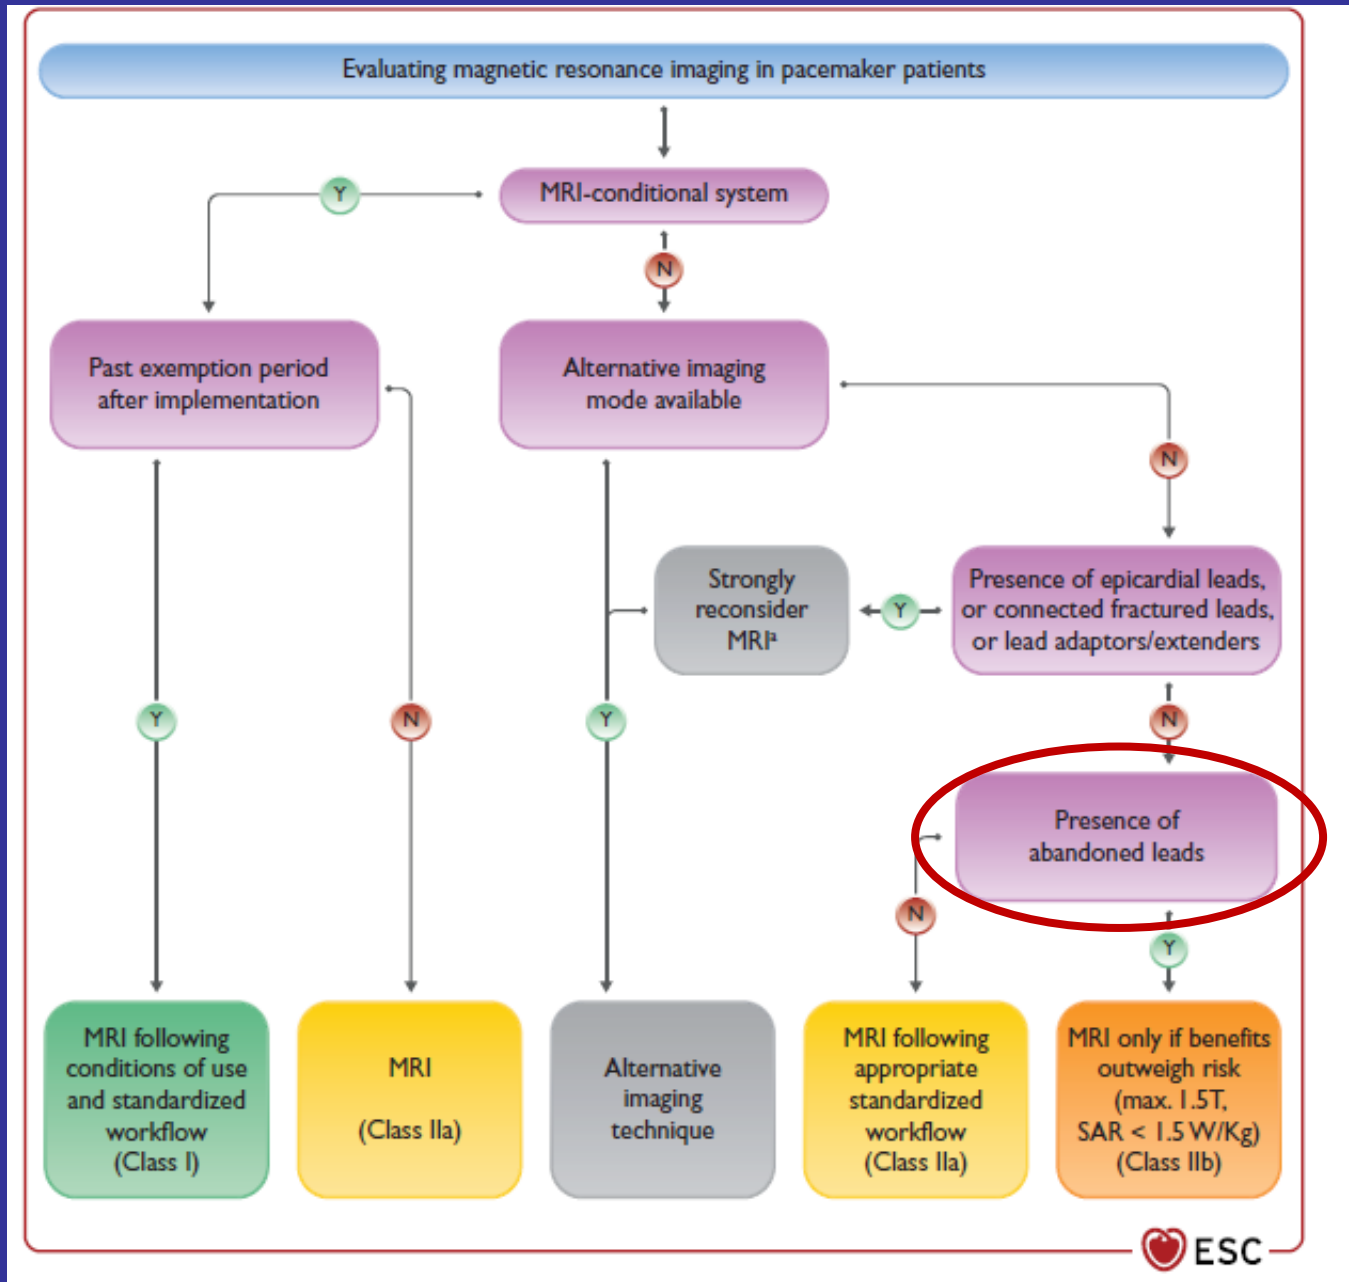 Evaluating magnetic resonance imaging in pacemaker patients
Y
MRI-conditional system
N
Past exemption period
after implementation
Alternative imaging
mode available
N
Strongly
reconsider
MRIᵃ
Y
Presence of epicardial leads,
or connected fractured leads,
or lead adaptors/extenders
Y
N
Y
N
Presence of
abandoned leads
N
Y
MRI following
conditions of use
and standardized
workflow
(Class I)
MRI
(Class IIa)
Alternative
imaging
technique
MRI following
appropriate
standardized
workflow
(Class IIa)
MRI only if benefits
outweigh risk
(max. 1.5T,
SAR < 1.5 W/Kg)
(Class IIb)
ESC